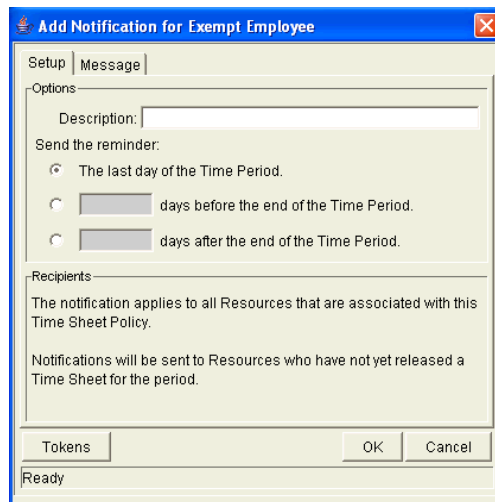 Add Notification for Exempt Employee
Setup
Message
Options
Description:
Send the reminder:
The last day of the Time Period.
days before the end of the Time Period.
days after the end of the Time Period.
Recipients
The notification applies to all Resources that are associated with this
Time Sheet Policy.
Notifications will be sent to Resources who have not yet released a
Time Sheet for the period.
Tokens
OK
Cancel
Ready